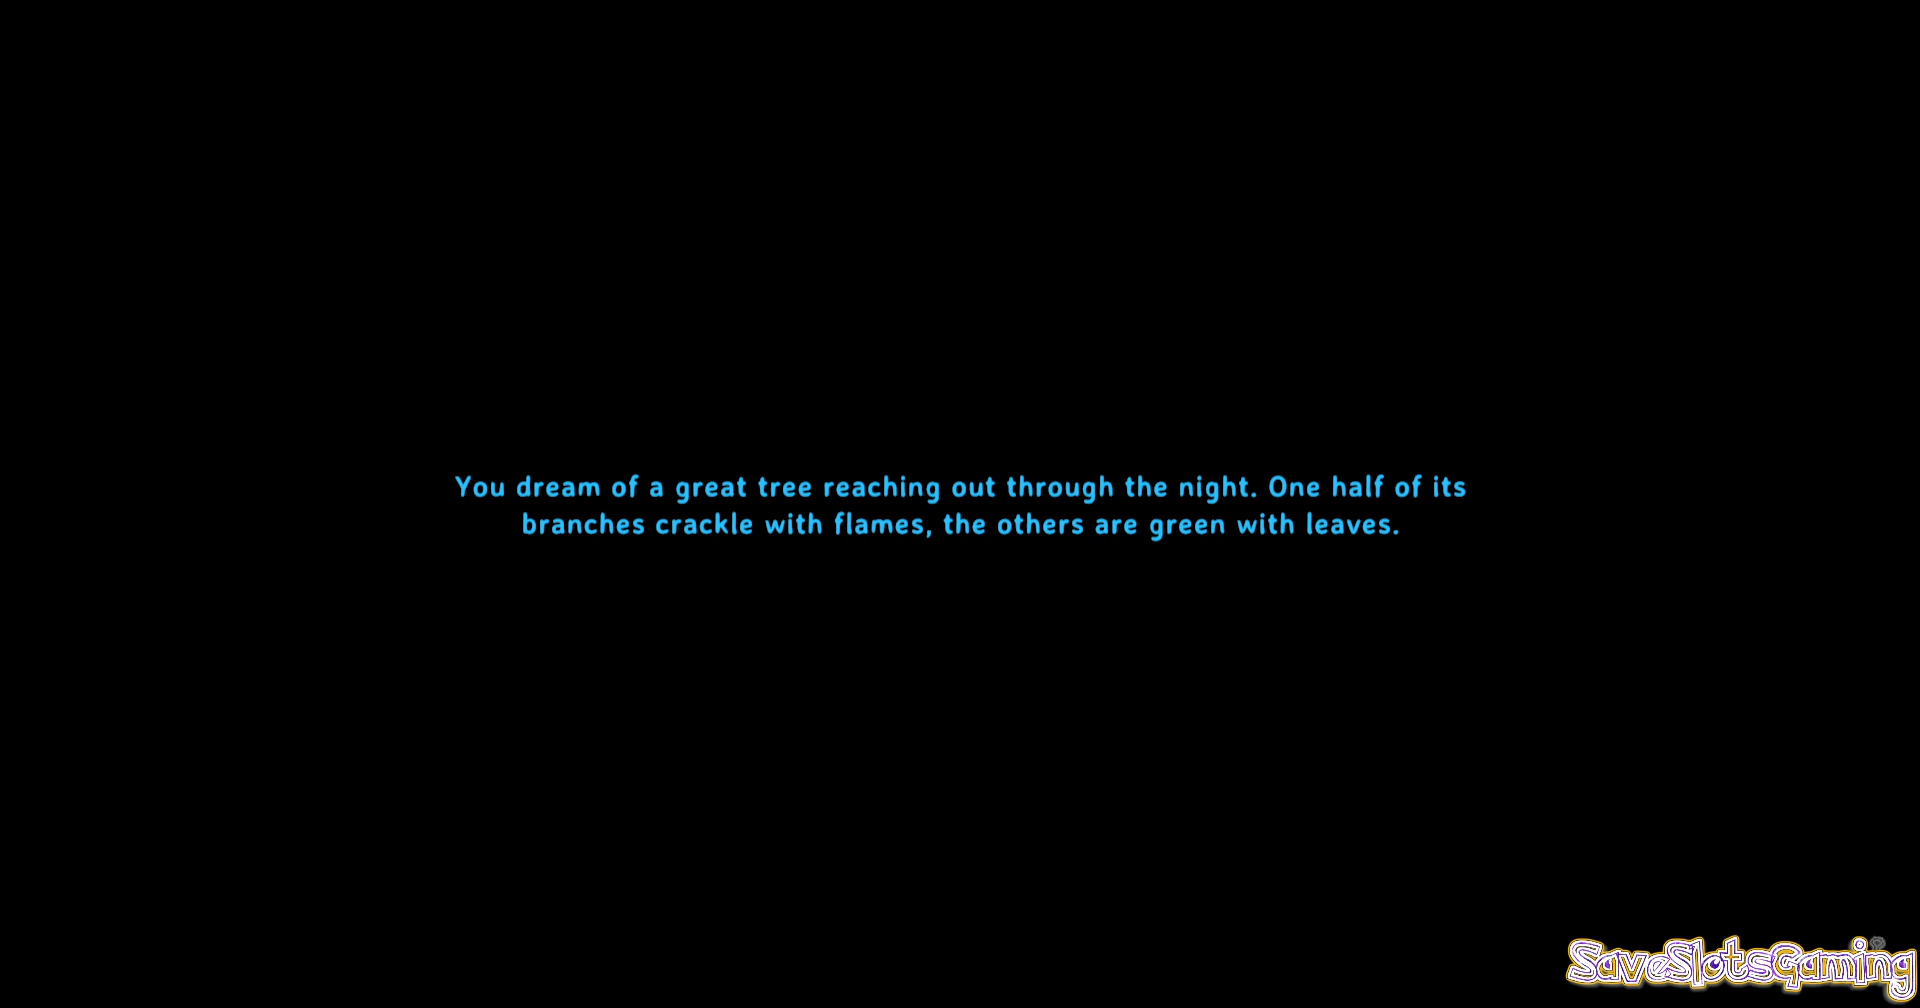 You dream of a great tree reaching out through the night. One half of its
branches crackle with flames, the others are green with leaves.
SaveSlotsGaming